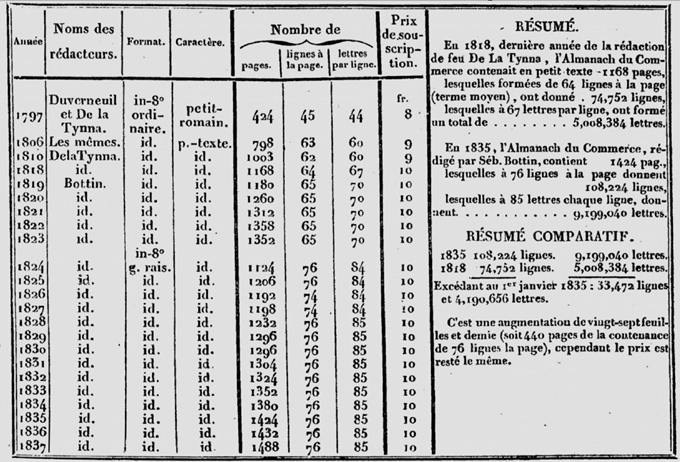 Année Noms des rédacteurs. Format. Caractère. Nombre de pages. lignes à la page. lettres par ligne. Prix de souscription.
fr.
1797 Duverneuil et De la Tynna. in-8º ordinaire. petit-romain. 424 45 44 8
1806 Les mêmes. id. p.-texte. 798 63 60 9
1810 DelaTynna. id. id. 1003 62 60 9
1818 id. id. id. 1168 64 67 10
1819 Bottin. id. id. 1180 65 70 10
1820 id. id. id. 1260 65 70 10
1821 id. id. id. 1312 65 70 10
1822 id. id. id. 1358 65 70 10
1823 id. id. id. 1352 65 70 10
in-8º
1824 id. g. rais. id. 1124 76 84 10
1825 id. id. id. 1206 76 84 10
1826 id. id. id. 1192 74 84 10
1827 id. id. id. 1198 74 84 10
1828 id. id. id. 1232 76 85 10
1829 id. id. id. 1296 76 85 10
1830 id. id. id. 1296 76 85 10
1831 id. id. id. 1304 76 85 10
1832 id. id. id. 1324 76 85 10
1833 id. id. id. 1352 76 85 10
1834 id. id. id. 1380 76 85 10
1835 id. id. id. 1424 76 85 10
1836 id. id. id. 1432 76 85 10
1837 id. id. id. 1488 76 85 10
RÉSUMÉ.
En 1818, dernière année de la rédaction
de feu De La Tynna, l'Almanach du Com-
merce contenait en petit texte 1168 pages,
lesquelles formées de 64 lignes à la page
(terme moyen), ont donné . 74,752 lignes,
lesquelles à 67 lettres par ligne, ont formé
un total de . . . . . . . . 5,008,384 lettres.
En 1835, l'Almanach du Commerce, ré-
digé par Séb. Bottin, contient 1424 pag.,
lesquelles à 76 lignes à la page donnent
108,224 lignes,
lesquelles à 85 lettres chaque ligne, don-
nent. . . . . . . . . . 9,199,040 lettres.
RÉSUMÉ COMPARATIF.
1835 108,224 lignes. 9,199,040 lettres.
1818 74,752 lignes. 5,008,384 lettres.
Excédant au 1er janvier 1835 : 33,472 lignes
et 4,190,656 lettres.
C'est une augmentation de vingt-sept feuil-
les et demie (soit 440 pages de la contenance
de 76 lignes la page), cependant le prix est
resté le même.